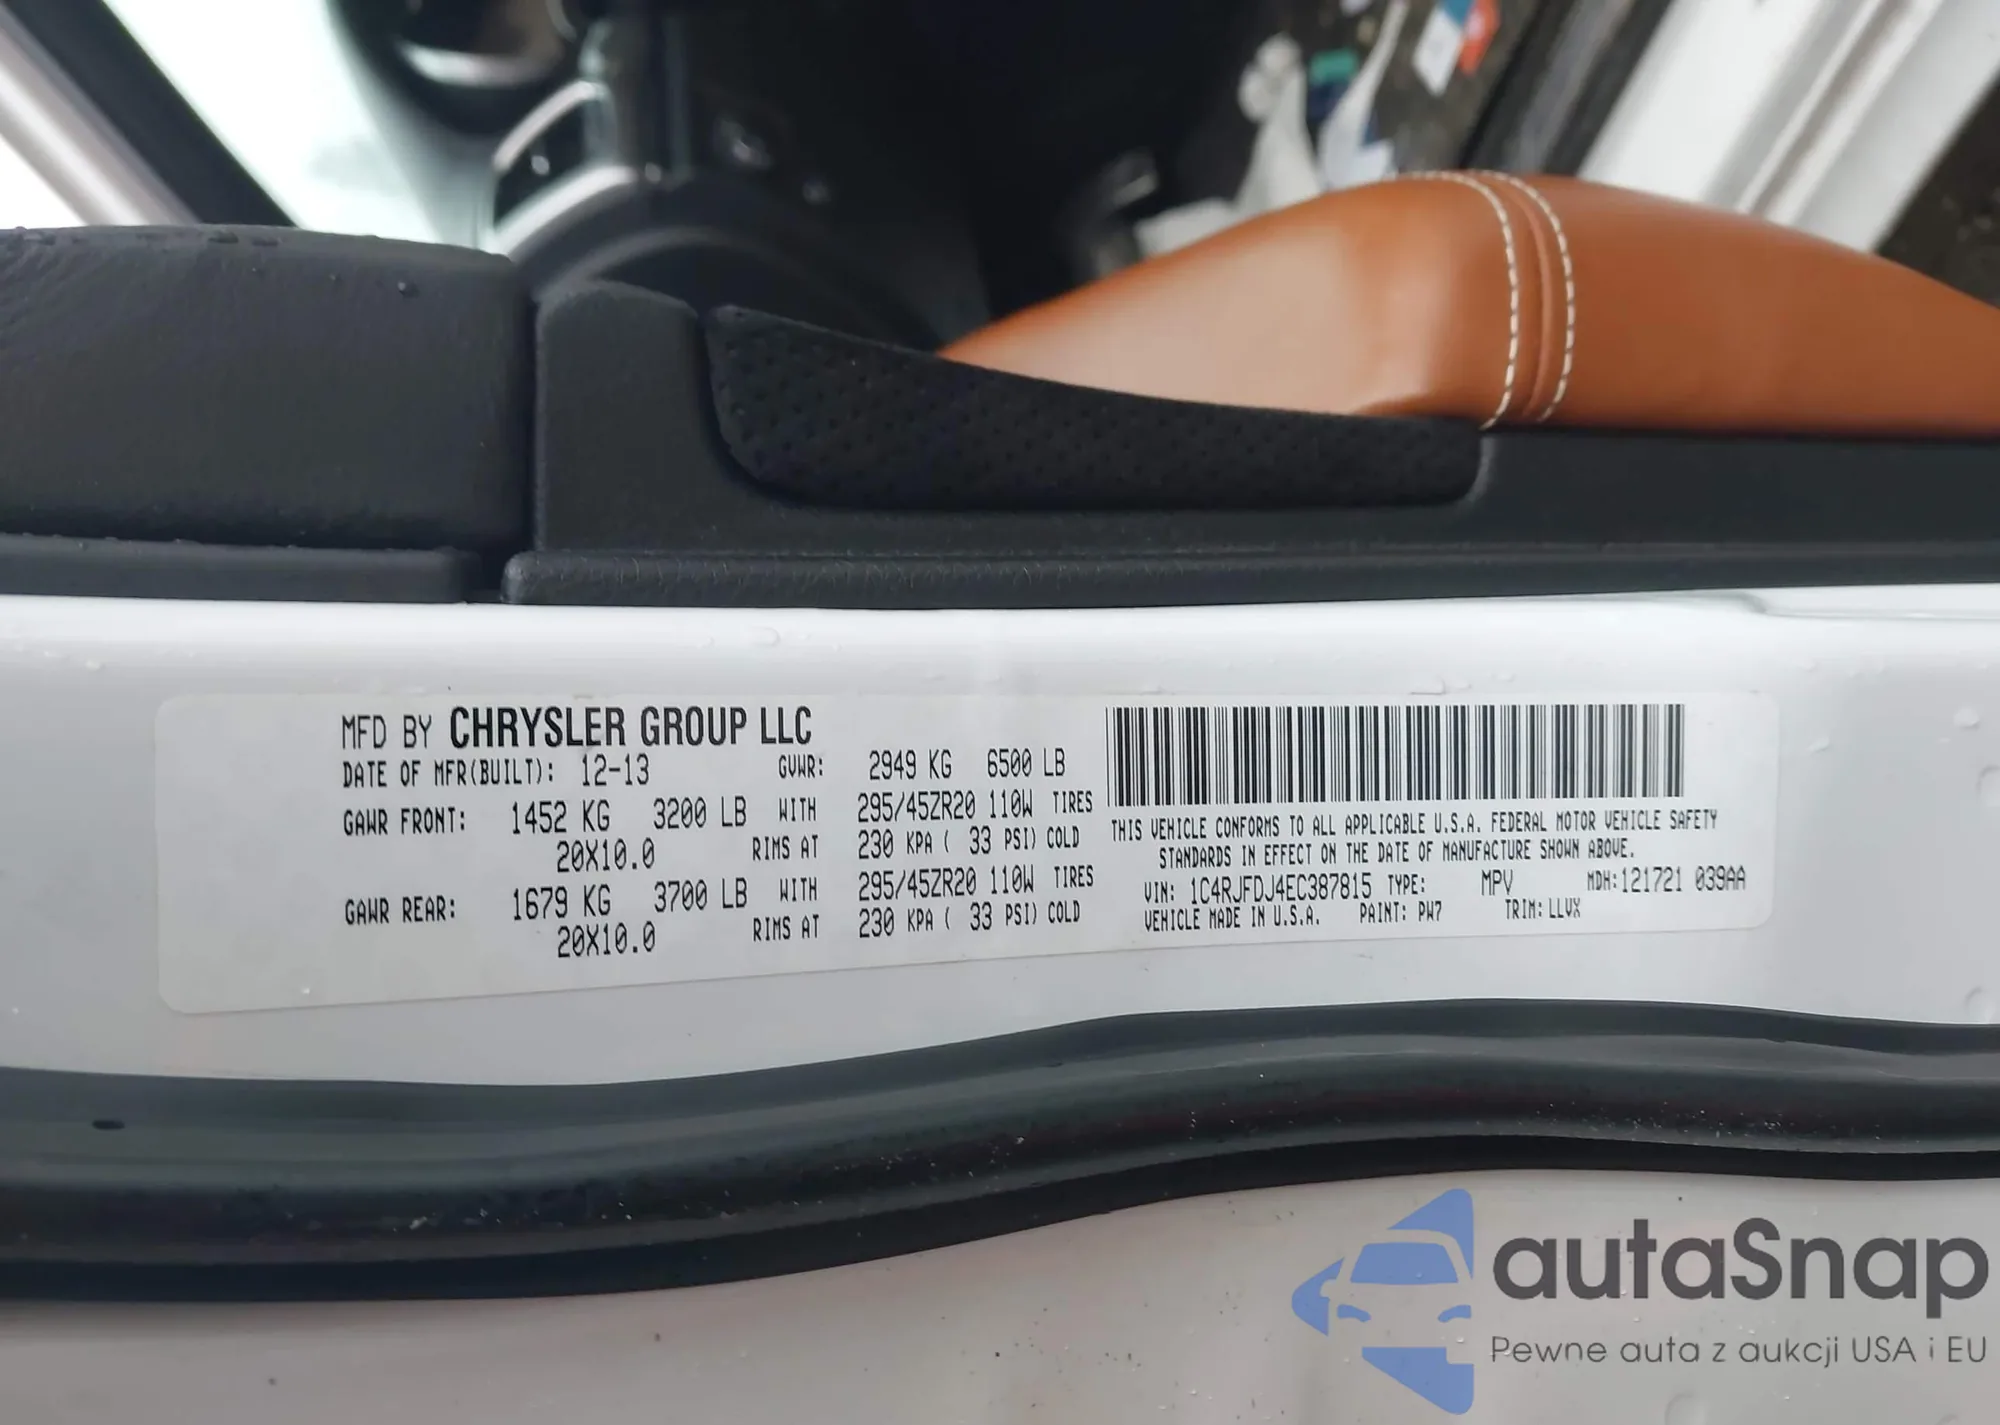 MFD BY CHRYSLER GROUP LLC
DATE OF MFR(BUILT): 12-13 GVWR: 2949 KG 6500 LB
GAWR FRONT: 1452 KG 3200 LB WITH 295/45ZR20 110W TIRES
20X10.0 RIMS AT 230 KPA ( 33 PSI) COLD
GAWR REAR: 1679 KG 3700 LB WITH 295/45ZR20 110W TIRES
20X10.0 RIMS AT 230 KPA ( 33 PSI) COLD
THIS VEHICLE CONFORMS TO ALL APPLICABLE U.S.A. FEDERAL MOTOR VEHICLE SAFETY
STANDARDS IN EFFECT ON THE DATE OF MANUFACTURE SHOWN ABOVE.
VIN: 1C4RJFDJ4EC387815 TYPE: MPV MDH:121721 039AA
VEHICLE MADE IN U.S.A. PAINT: PW7 TRIM: LLVX
autaSnap
Pewne auta z aukcji USA i EU